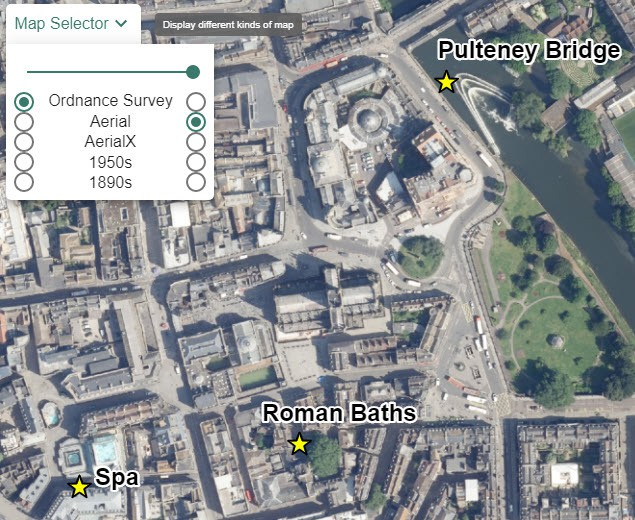 Map Selector
Display different kinds of map
Ordnance Survey
Aerial
AerialX
1950s
1890s
Pulteney Bridge
Roman Baths
Spa